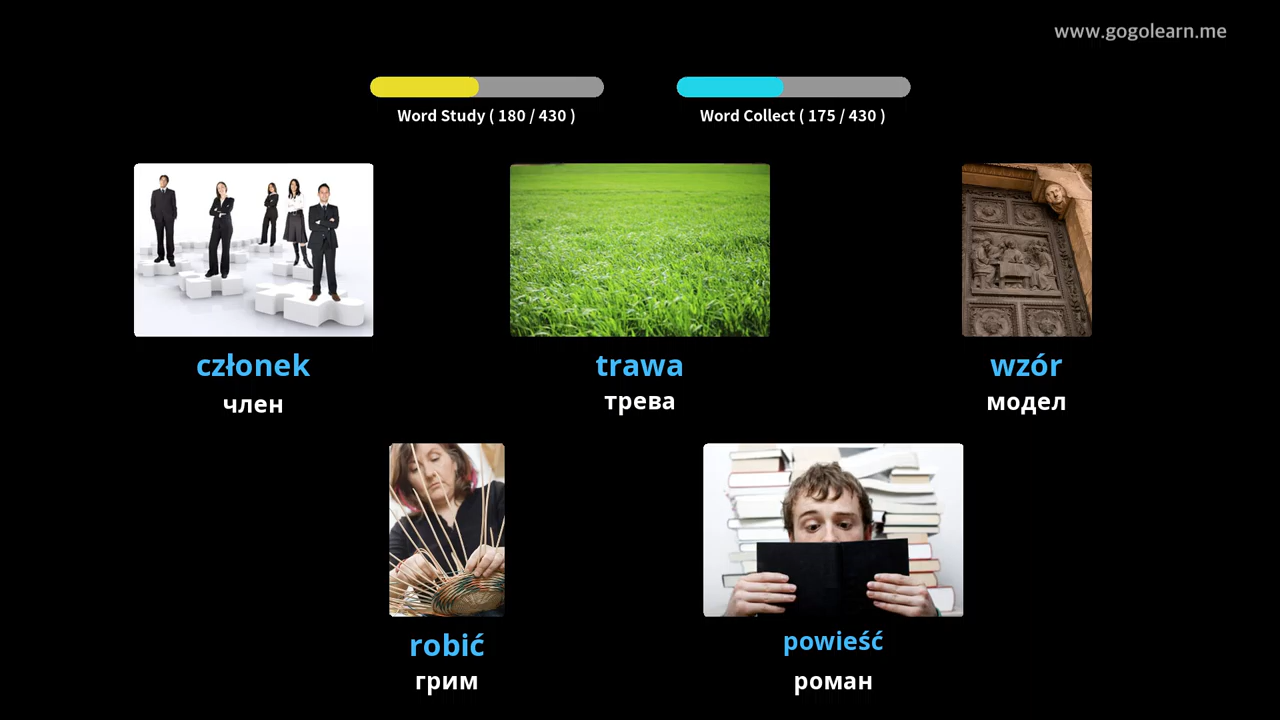 www.gogolearn.me
Word Study ( 180 / 430 )
Word Collect ( 175 / 430 )
członek
член
trawa
трева
wzór
модел
robić
грим
powieść
роман